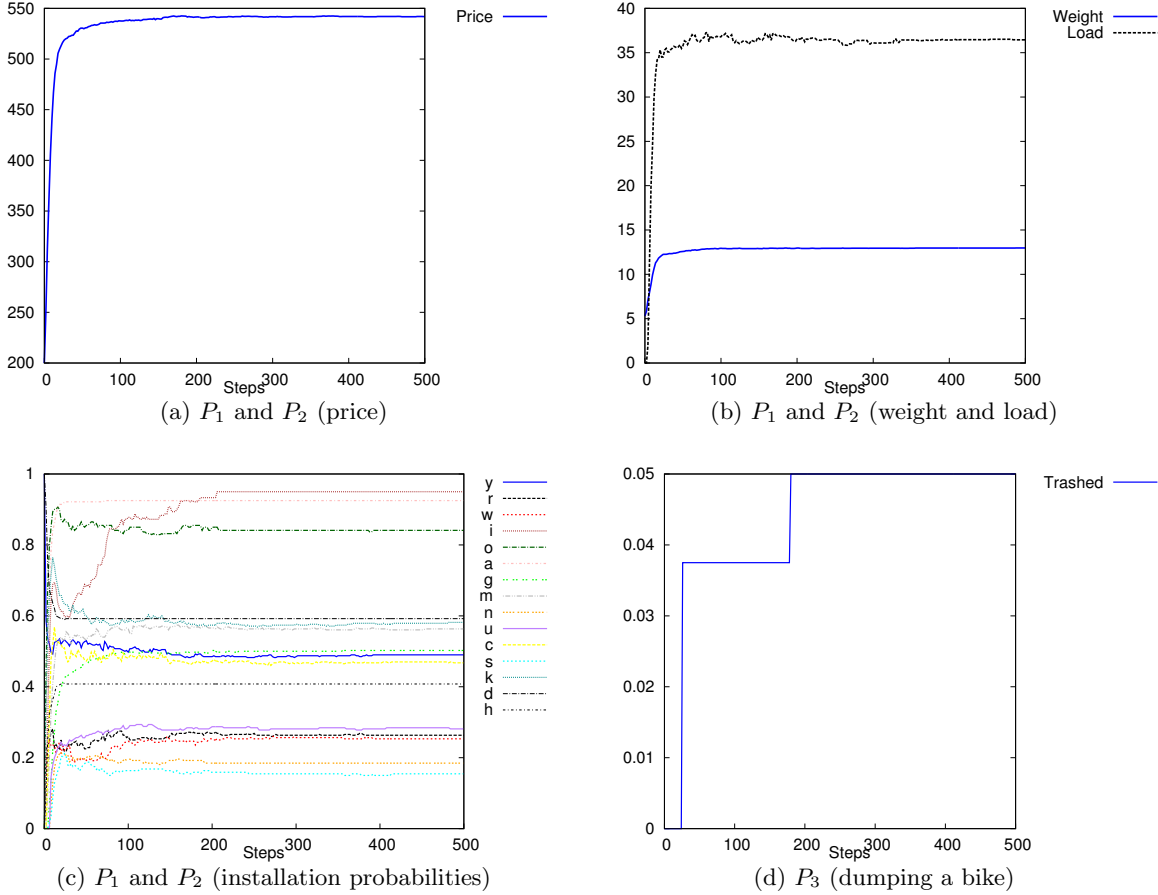 550
500
450
400
350
300
250
200
0 100 200 300 400 500
Steps
Price
(a) P₁ and P₂ (price)
40
35
30
25
20
15
10
5
0
0 100 200 300 400 500
Steps
Weight
Load
(b) P₁ and P₂ (weight and load)
1
0.8
0.6
0.4
0.2
0
0 100 200 300 400 500
Steps
y
r
w
i
o
a
g
m
n
u
c
s
k
d
h
(c) P₁ and P₂ (installation probabilities)
0.05
0.04
0.03
0.02
0.01
0
0 100 200 300 400 500
Steps
Trashed
(d) P₃ (dumping a bike)